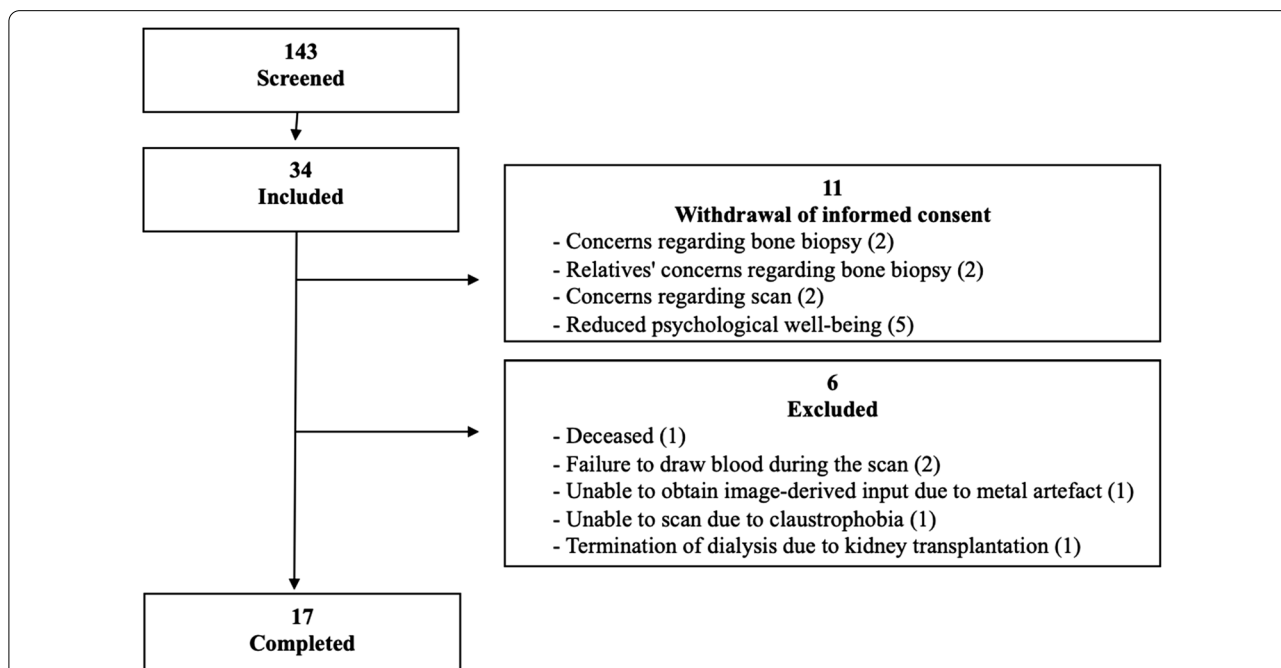 143
Screened
34
Included
11
Withdrawal of informed consent
- Concerns regarding bone biopsy (2)
- Relatives' concerns regarding bone biopsy (2)
- Concerns regarding scan (2)
- Reduced psychological well-being (5)
6
Excluded
- Deceased (1)
- Failure to draw blood during the scan (2)
- Unable to obtain image-derived input due to metal artefact (1)
- Unable to scan due to claustrophobia (1)
- Termination of dialysis due to kidney transplantation (1)
17
Completed